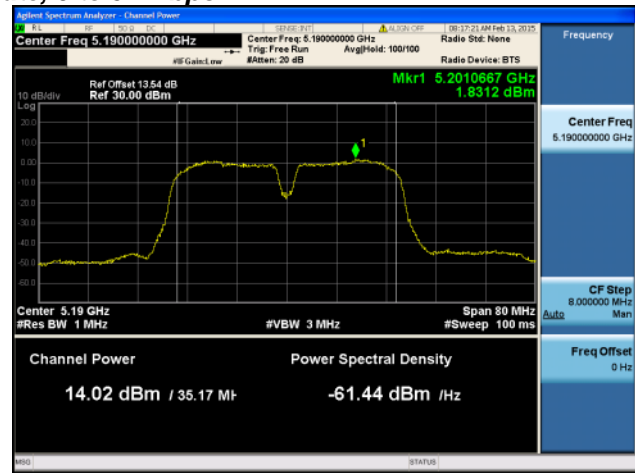 Agilent Spectrum Analyzer - Channel Power
RL RF 50 Ω DC SENSE:INT ALIGN OFF 08:17:21 AM Feb 13, 2015
Center Freq 5.190000000 GHz
Center Freq: 5.190000000 GHz
Radio Std: None
Trig: Free Run Avg|Hold: 100/100
#IFGain:Low #Atten: 20 dB Radio Device: BTS
Ref Offset 13.54 dB
Mkr1 5.2010667 GHz
10 dB/div Ref 30.00 dBm
1.8312 dBm
Log
20.0
10.0
0.00
-10.0
-20.0
-30.0
-40.0
-50.0
-60.0
1
Center 5.19 GHz Span 80 MHz
#Res BW 1 MHz #VBW 3 MHz #Sweep 100 ms
Channel Power Power Spectral Density
14.02 dBm / 35.17 MH -61.44 dBm /Hz
MSG STATUS
Frequency
Center Freq
5.190000000 GHz
CF Step
8.000000 MHz
Auto Man
Freq Offset
0 Hz